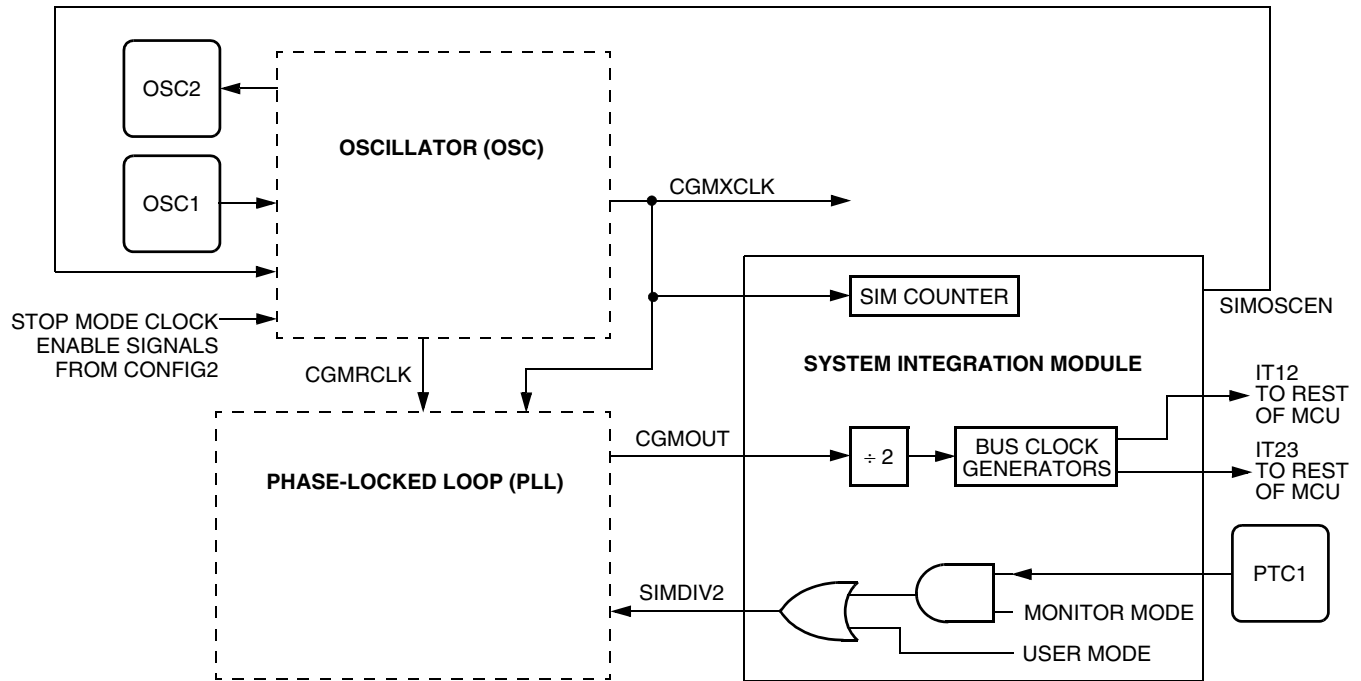 OSC2
OSCILLATOR (OSC)
OSC1
CGMXCLK
SIM COUNTER
SIMOSCEN
STOP MODE CLOCK
ENABLE SIGNALS
FROM CONFIG2
CGMRCLK
SYSTEM INTEGRATION MODULE
IT12
TO REST
OF MCU
CGMOUT
÷ 2
BUS CLOCK
GENERATORS
IT23
TO REST
OF MCU
PHASE-LOCKED LOOP (PLL)
SIMDIV2
PTC1
MONITOR MODE
USER MODE